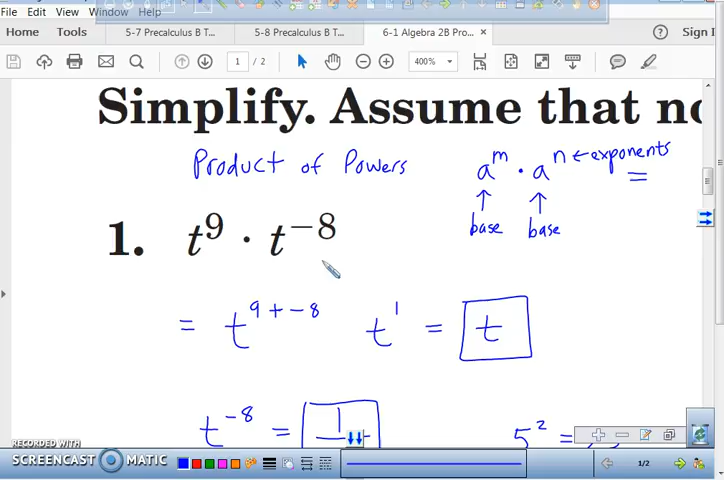 File Edit View Window Help
Home Tools 5-7 Precalculus B T... 5-8 Precalculus B T... 6-1 Algebra 2B Pro... × ? Sign I
1 / 2 400%
Simplify. Assume that no
Product of Powers a^m · a^n ← exponents =
↑ ↑
base base
1. t^9 · t^−8
= t^9 + −8 t^1 = t
t^−8 = 1
5^2 =
RECORDED WITH
SCREENCAST MATIC 1/2